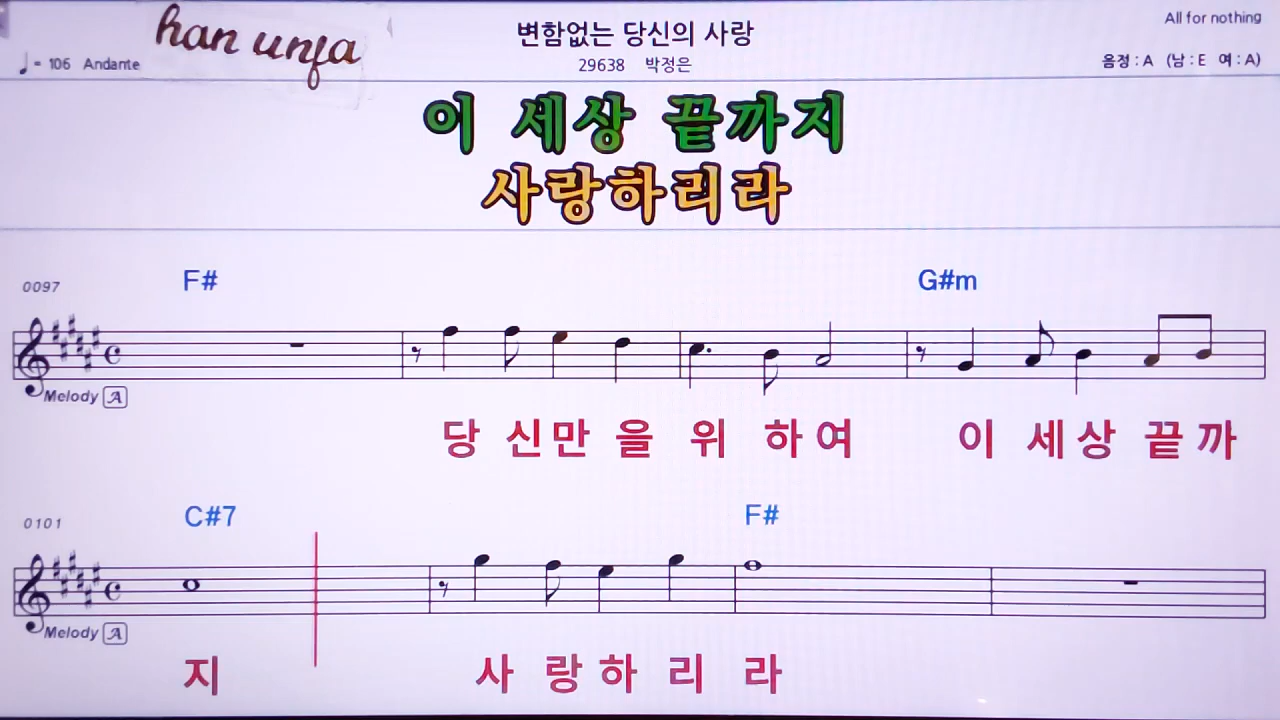 han unfa
변함없는 당신의 사랑
All for nothing
♩= 106 Andante
29638 박정은
음정 : A (남 : E 여 : A)
이 세상 끝까지
사랑하리라
0097
F# G#m
Melody A
당 신만 을 위 하여 이 세상 끝까
0101
C#7 F#
Melody A
지 사 랑하 리 라